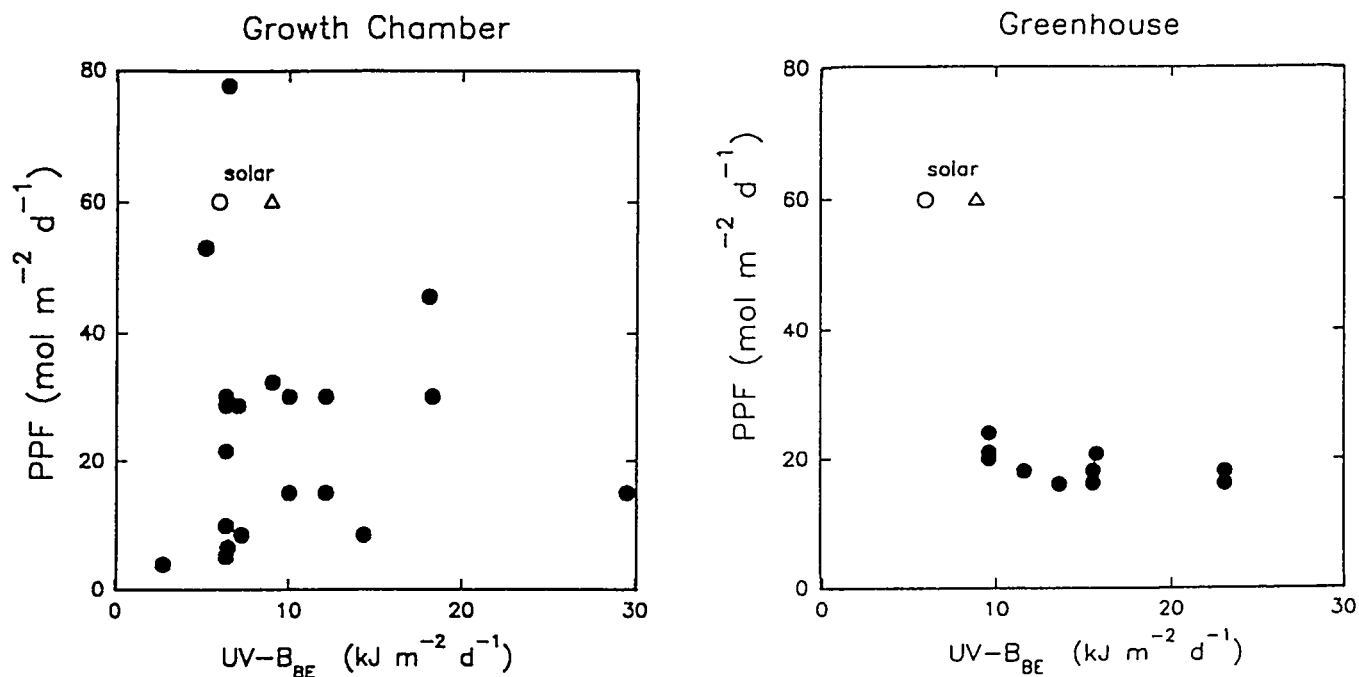 Growth Chamber
80
60
40
20
0
0
10
20
30
solar
PPF (mol m⁻² d⁻¹)
UV-B_BE (kJ m⁻² d⁻¹)
Greenhouse
80
60
40
20
0
0
10
20
30
solar
PPF (mol m⁻² d⁻¹)
UV-B_BE (kJ m⁻² d⁻¹)